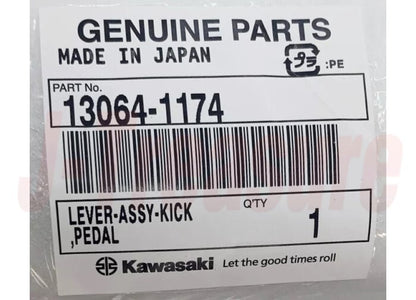 GENUINE PARTS
MADE IN JAPAN
プラ :PE
PART No.
13064-1174
LEVER-ASSY-KICK
,PEDAL
Q'TY
1
Kawasaki Let the good times roll